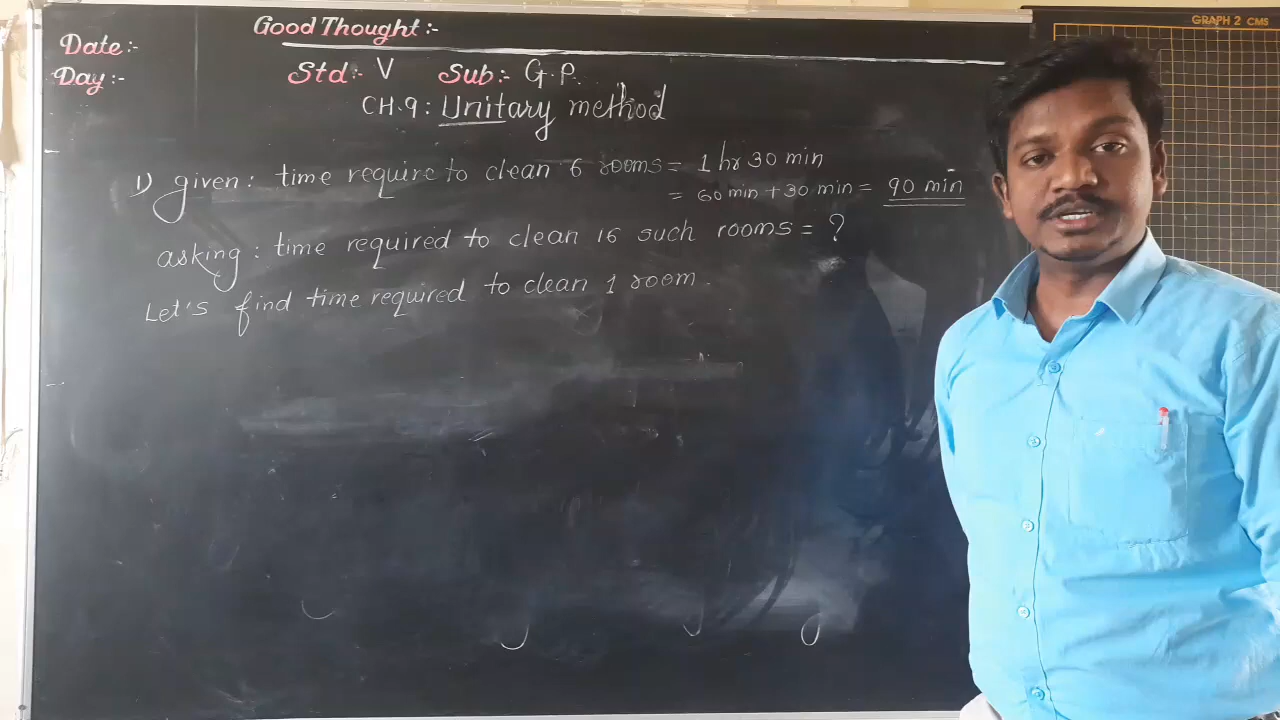 GRAPH 2 CMS
Good Thought:-
Date:-
Day:-
Std:- V Sub:- G.P.
CH.9: Unitary method
1) given: time require to clean 6 rooms = 1 hr 30 min
= 60 min + 30 min = 90 min
asking: time required to clean 16 such rooms = ?
Let's find time required to clean 1 room.